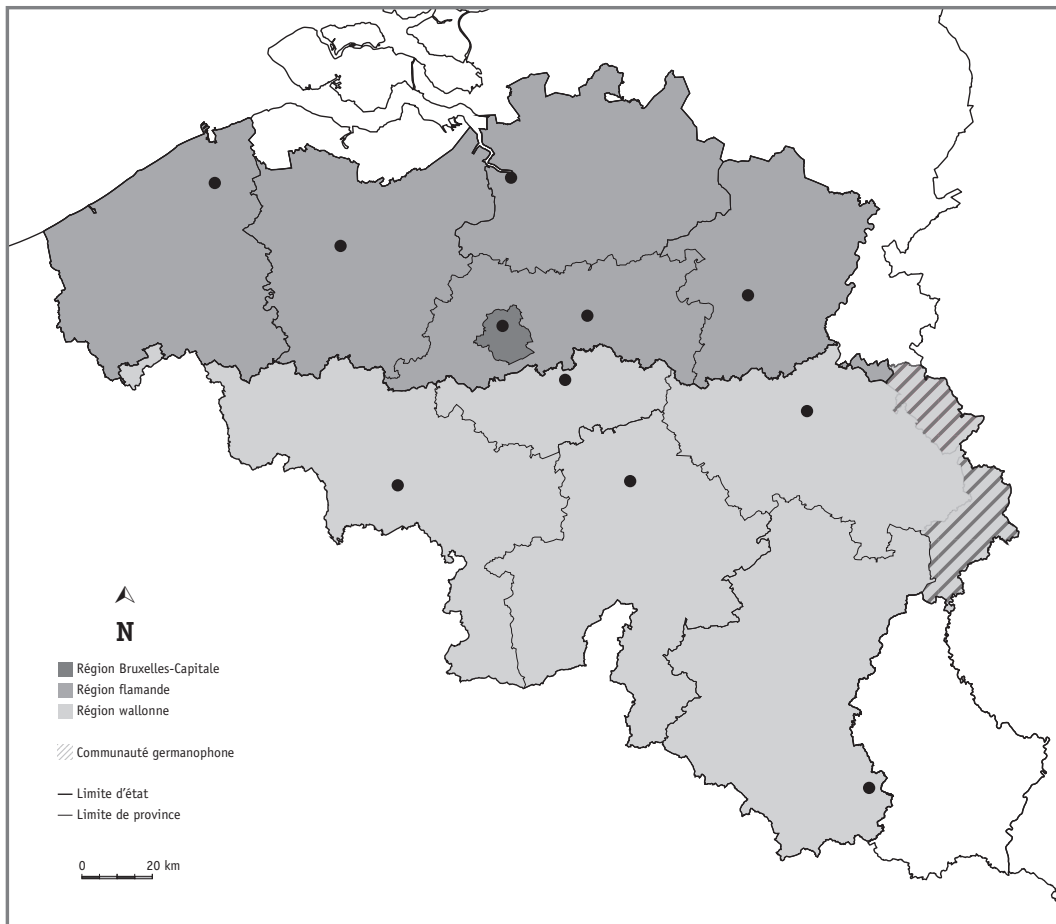 N
Région Bruxelles-Capitale
Région flamande
Région wallonne
Communauté germanophone
Limite d'état
Limite de province
0 20 km